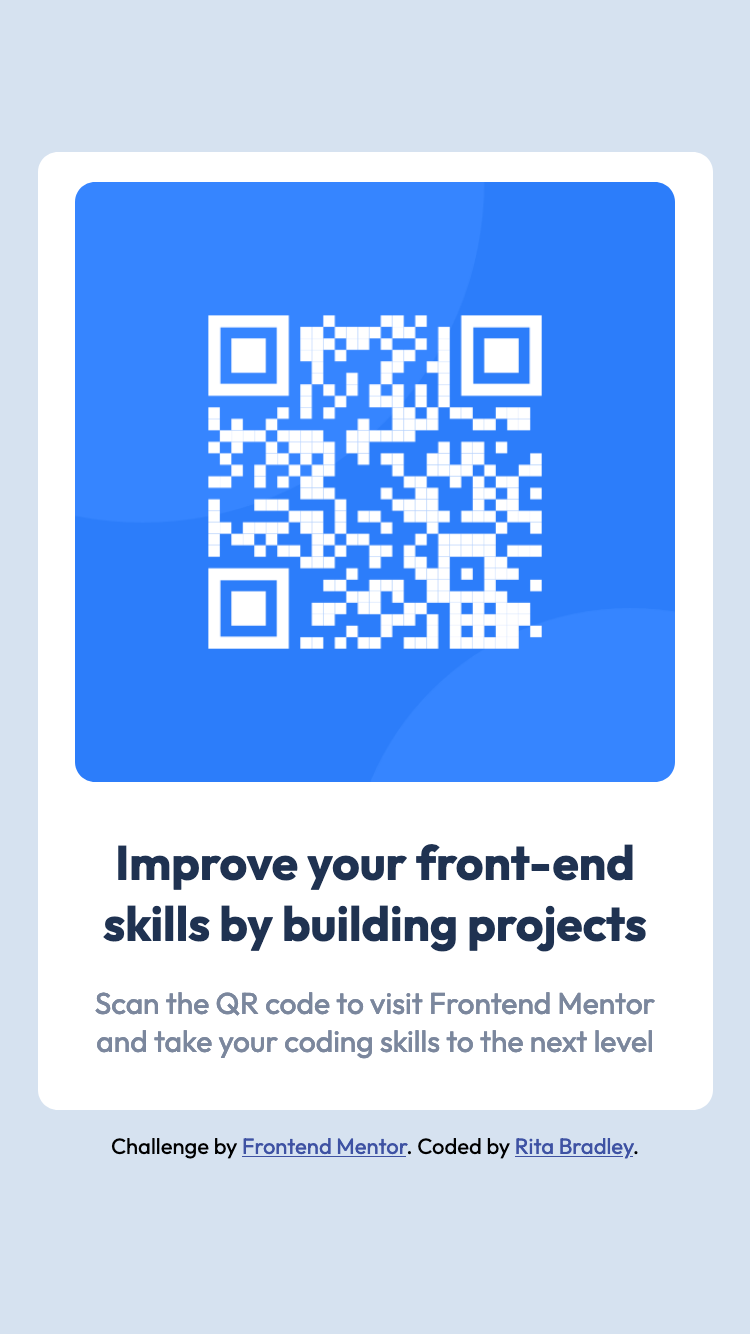 Improve your front-end
skills by building projects
Scan the QR code to visit Frontend Mentor
and take your coding skills to the next level
Challenge by Frontend Mentor. Coded by Rita Bradley.